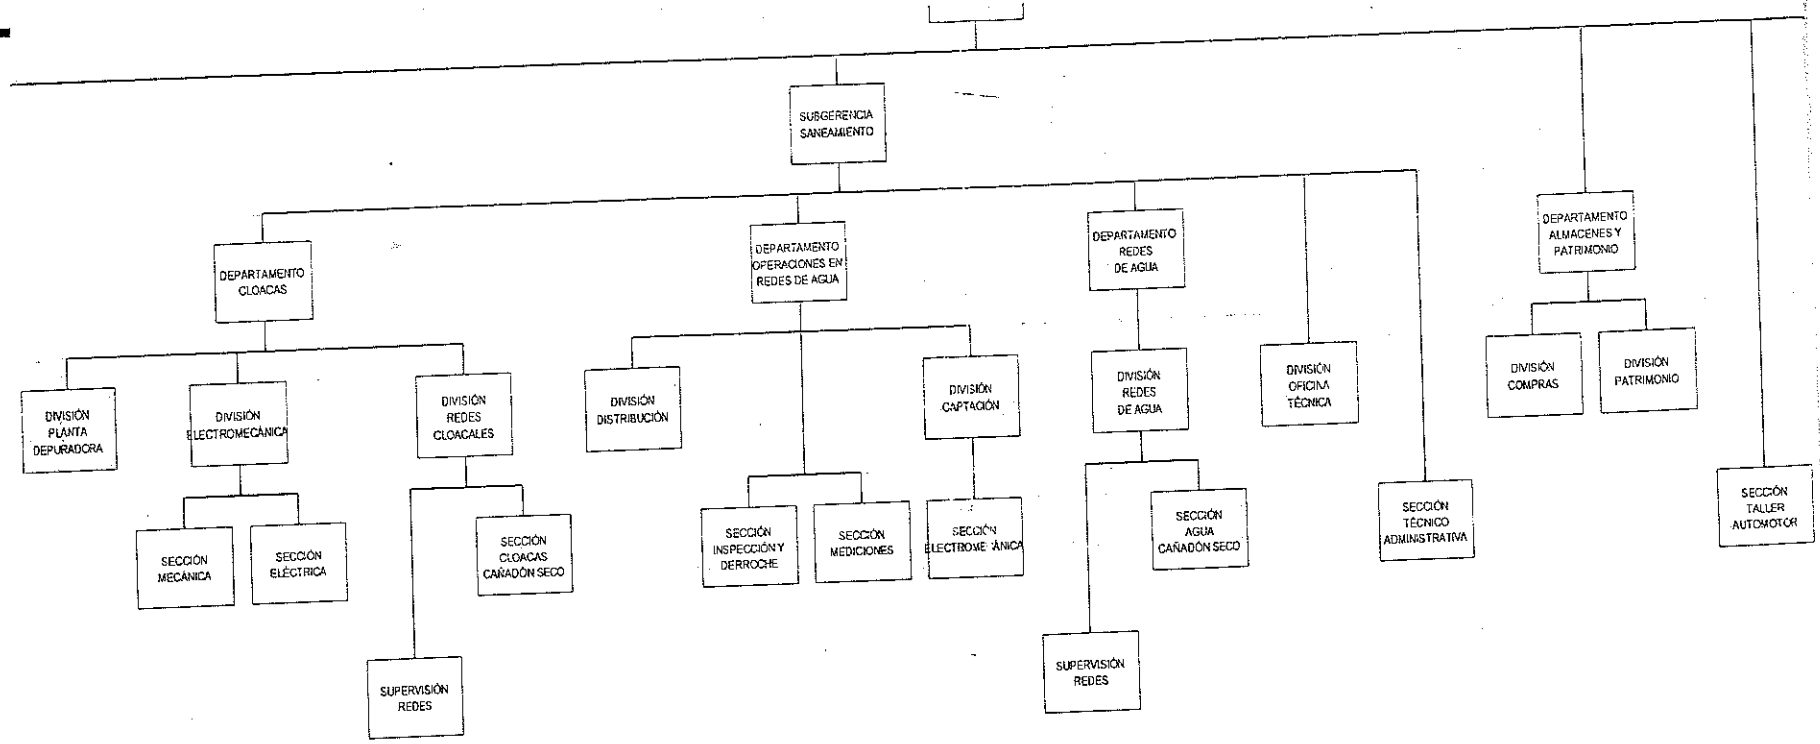 SUBGERENCIA
SANEAMIENTO
DEPARTAMENTO
CLOACAS
DEPARTAMENTO
OPERACIONES EN
REDES DE AGUA
DEPARTAMENTO
REDES
DE AGUA
DEPARTAMENTO
ALMACENES Y
PATRIMONIO
DIVISIÓN
PLANTA
DEPURADORA
DIVISIÓN
ELECTROMECÁNICA
DIVISIÓN
REDES
CLOACALES
DIVISIÓN
DISTRIBUCIÓN
DIVISIÓN
CAPTACIÓN
DIVISIÓN
REDES
DE AGUA
DIVISIÓN
OFICINA
TÉCNICA
DIVISIÓN
COMPRAS
DIVISIÓN
PATRIMONIO
SECCIÓN
MECÁNICA
SECCIÓN
ELÉCTRICA
SECCIÓN
CLOACAS
CAÑADÓN SECO
SECCIÓN
INSPECCIÓN Y
DERROCHE
SECCIÓN
MEDICIONES
SECCIÓN
ELECTROMECÁNICA
SECCIÓN
AGUA
CAÑADÓN SECO
SECCIÓN
TÉCNICO
ADMINISTRATIVA
SECCIÓN
TALLER
AUTOMOTOR
SUPERVISIÓN
REDES
SUPERVISIÓN
REDES